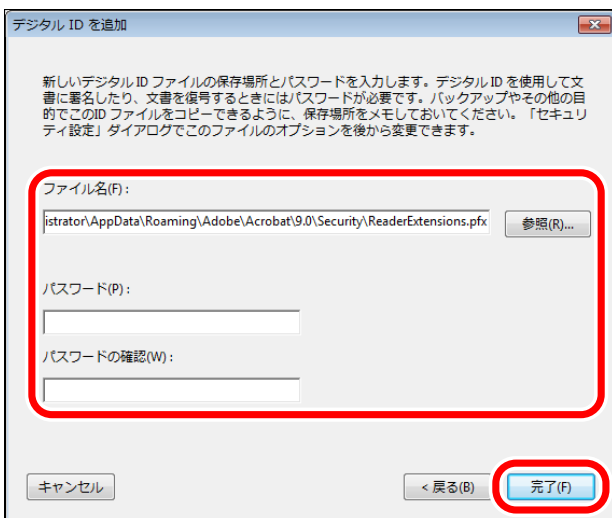 デジタル ID を追加
新しいデジタル ID ファイルの保存場所とパスワードを入力します。デジタル ID を使用して文
書に署名したり、文書を復号するときにはパスワードが必要です。バックアップやその他の目
的でこのID ファイルをコピーできるように、保存場所をメモしておいてください。「セキュリ
ティ設定」ダイアログでこのファイルのオプションを後から変更できます。
ファイル名(F) :
istrator\AppData\Roaming\Adobe\Acrobat\9.0\Security\ReaderExtensions.pfx
参照(R)...
パスワード(P) :
パスワードの確認(W) :
キャンセル
< 戻る(B)
完了(F)